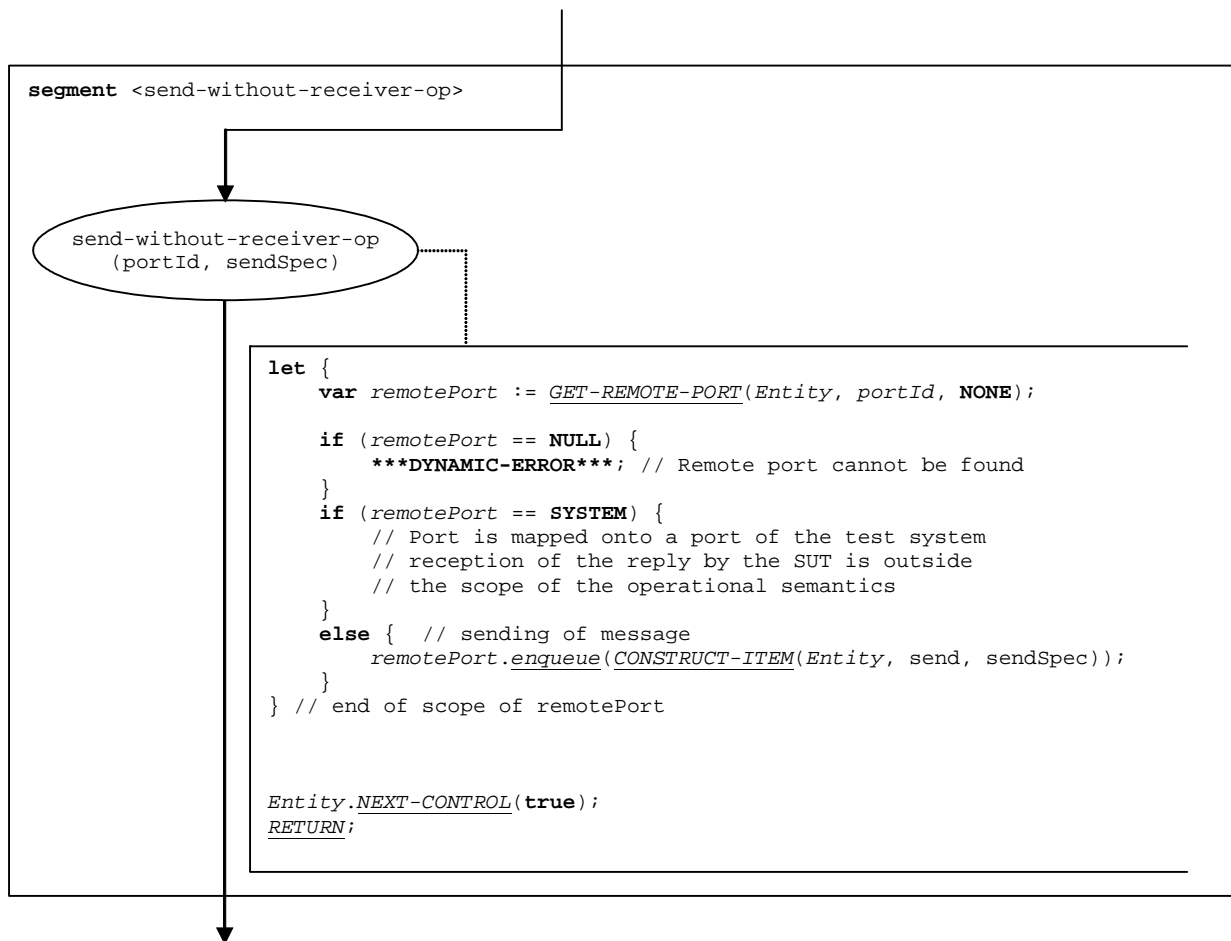 segment <send-without-receiver-op>
send-without-receiver-op
(portId, sendSpec)
let {
var remotePort := GET-REMOTE-PORT(Entity, portId, NONE);
if (remotePort == NULL) {
***DYNAMIC-ERROR***; // Remote port cannot be found
}
if (remotePort == SYSTEM) {
// Port is mapped onto a port of the test system
// reception of the reply by the SUT is outside
// the scope of the operational semantics
}
else { // sending of message
remotePort.enqueue(CONSTRUCT-ITEM(Entity, send, sendSpec));
}
} // end of scope of remotePort
Entity.NEXT-CONTROL(true);
RETURN;